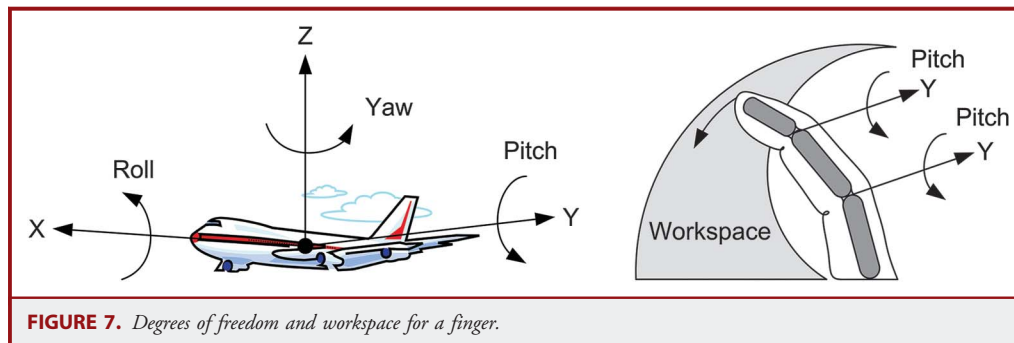 Z
Yaw
Roll
Pitch
X
Y
Pitch
Y
Pitch
Y
Workspace
FIGURE 7. Degrees of freedom and workspace for a finger.